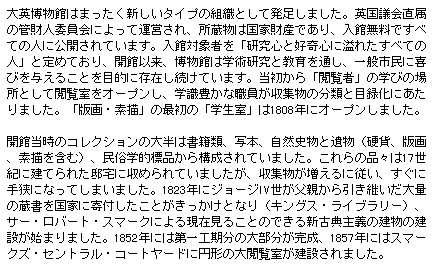 大英博物館はまったく新しいタイプの組織として発足しました。英国議会直属
の管財人委員会によって運営され、所蔵物は国家財産であり、入館無料ですべ
ての人に公開されています。入館対象者を「研究心と好奇心に溢れたすべての
人」と定めており、開館以来、博物館は学術研究と教育を通し、一般市民に喜
びを与えることを目的に存在し続けています。当初から「閲覧者」の学びの場
所として閲覧室をオープンし、学識豊かな職員が収集物の分類と目録化にあた
りました。「版画・素描」の最初の「学生室」は1808年にオープンしました。
開館当時のコレクションの大半は書籍類、写本、自然史物と遺物（硬貨、版画
、素描を含む）、民俗学的標品から構成されていました。これらの品々は17世
紀に建てられた邸宅に収められていましたが、収集物が増えるに従い、すぐに
手狭になってしまいました。1823年にジョージIV世が父親から引き継いだ大量
の蔵書を国家に寄付したことがきっかけとなり（キングス・ライブラリー）、
サー・ロバート・スマークによる現在見ることのできる新古典主義の建物の建
設が始まりました。1852年には第一工期分の大部分が完成、1857年にはスマー
クズ・セントラル・コートヤードに円形の大閲覧室が建設されました。